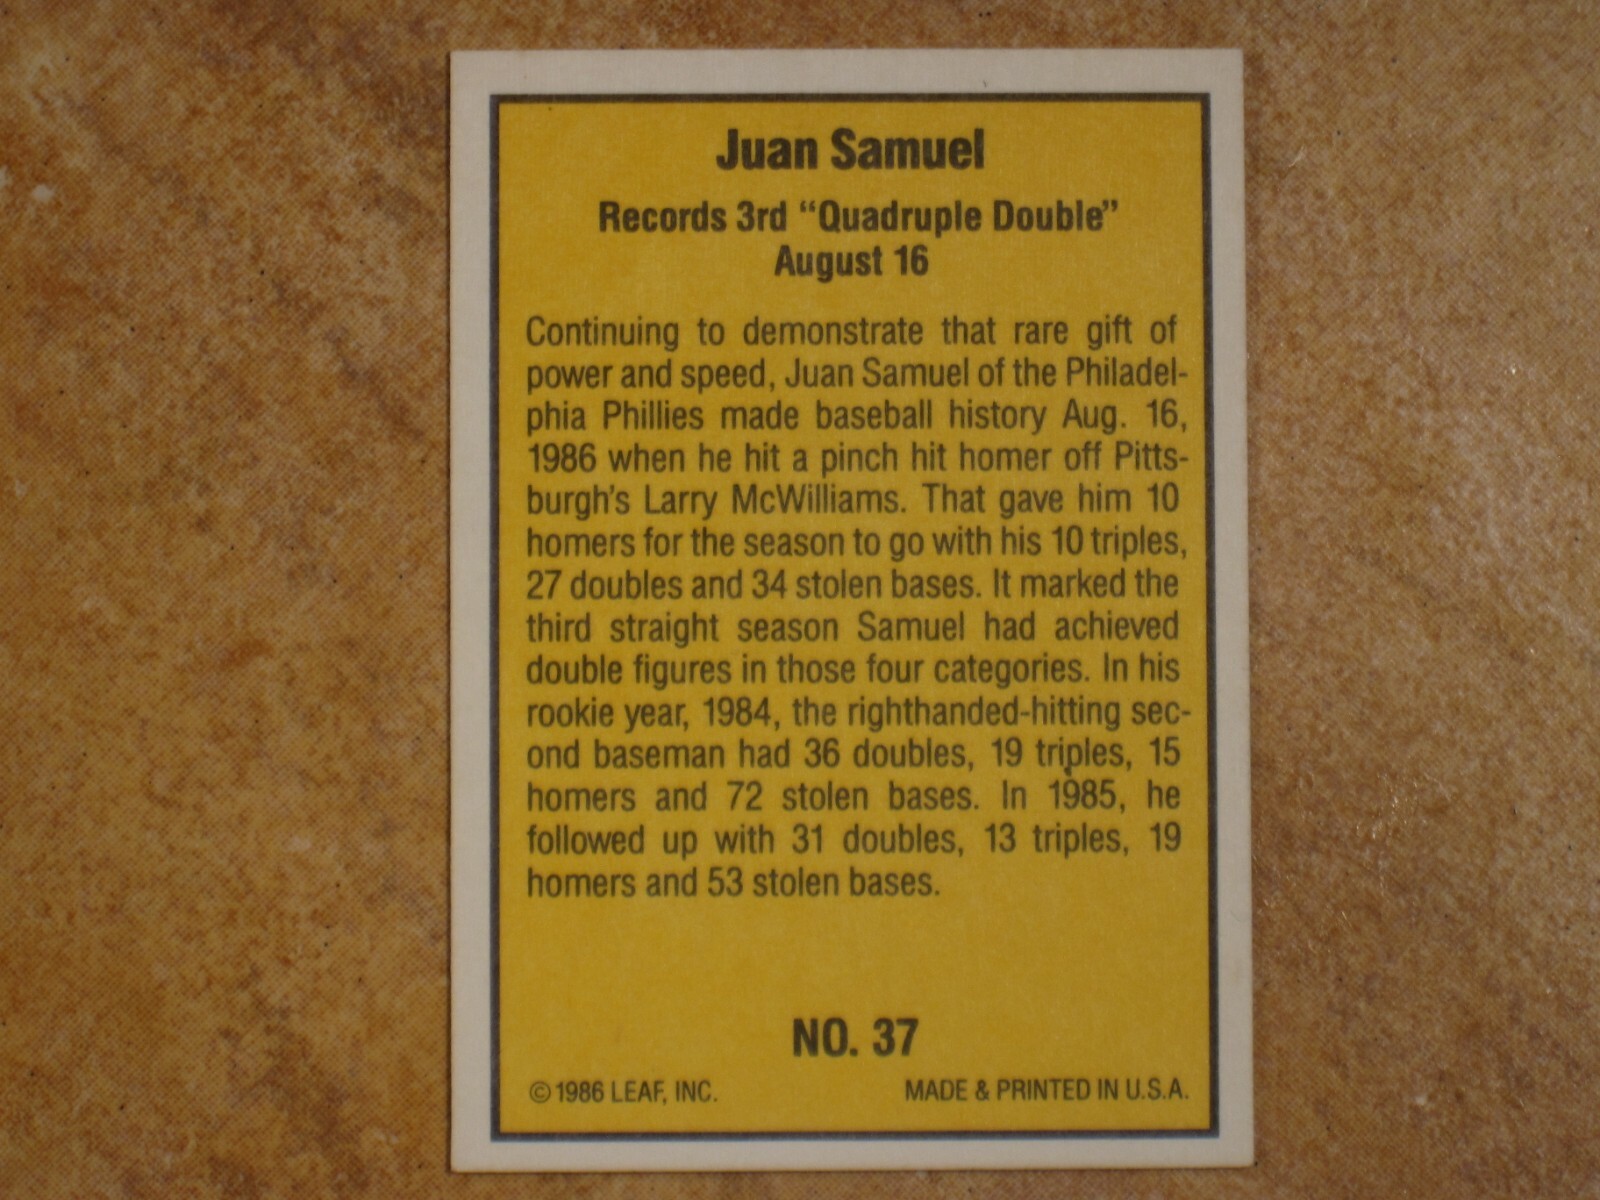 Juan Samuel
Records 3rd “Quadruple Double”
August 16
Continuing to demonstrate that rare gift of
power and speed, Juan Samuel of the Philadel-
phia Phillies made baseball history Aug. 16,
1986 when he hit a pinch hit homer off Pitts-
burgh's Larry McWilliams. That gave him 10
homers for the season to go with his 10 triples,
27 doubles and 34 stolen bases. It marked the
third straight season Samuel had achieved
double figures in those four categories. In his
rookie year, 1984, the righthanded-hitting sec-
ond baseman had 36 doubles, 19 triples, 15
homers and 72 stolen bases. In 1985, he
followed up with 31 doubles, 13 triples, 19
homers and 53 stolen bases.
NO. 37
© 1986 LEAF, INC. MADE & PRINTED IN U.S.A.